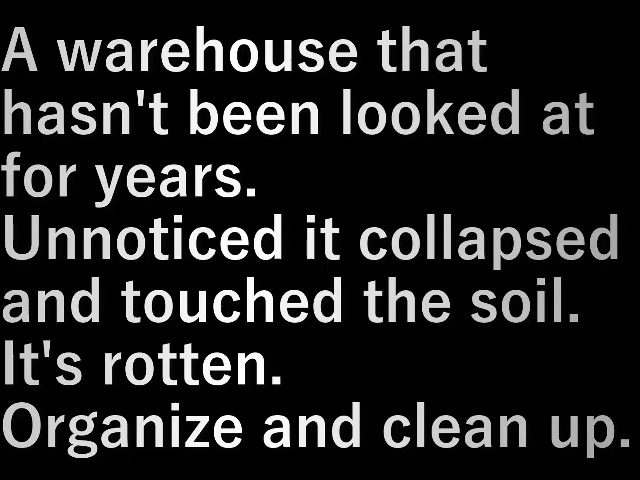 A warehouse that
hasn't been looked at
for years.
Unnoticed it collapsed
and touched the soil.
It's rotten.
Organize and clean up.